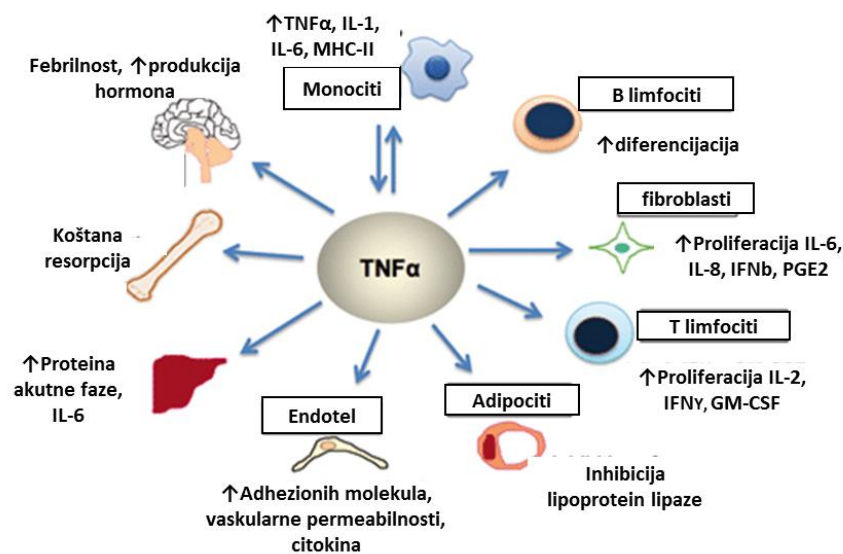 ↑TNFα, IL-1,
IL-6, MHC-II
Monociti
Febrilnost, ↑produkcija
hormona
B limfociti
↑diferencijacija
fibroblasti
↑Proliferacija IL-6,
IL-8, IFNb, PGE2
Koštana
resorpcija
TNFα
T limfociti
↑Proliferacija IL-2,
IFNγ, GM-CSF
↑Proteina
akutne faze,
IL-6
Endotel
↑Adhezionih molekula,
vaskularne permeabilnosti,
citokina
Adipociti
Inhibicija
lipoprotein lipaze